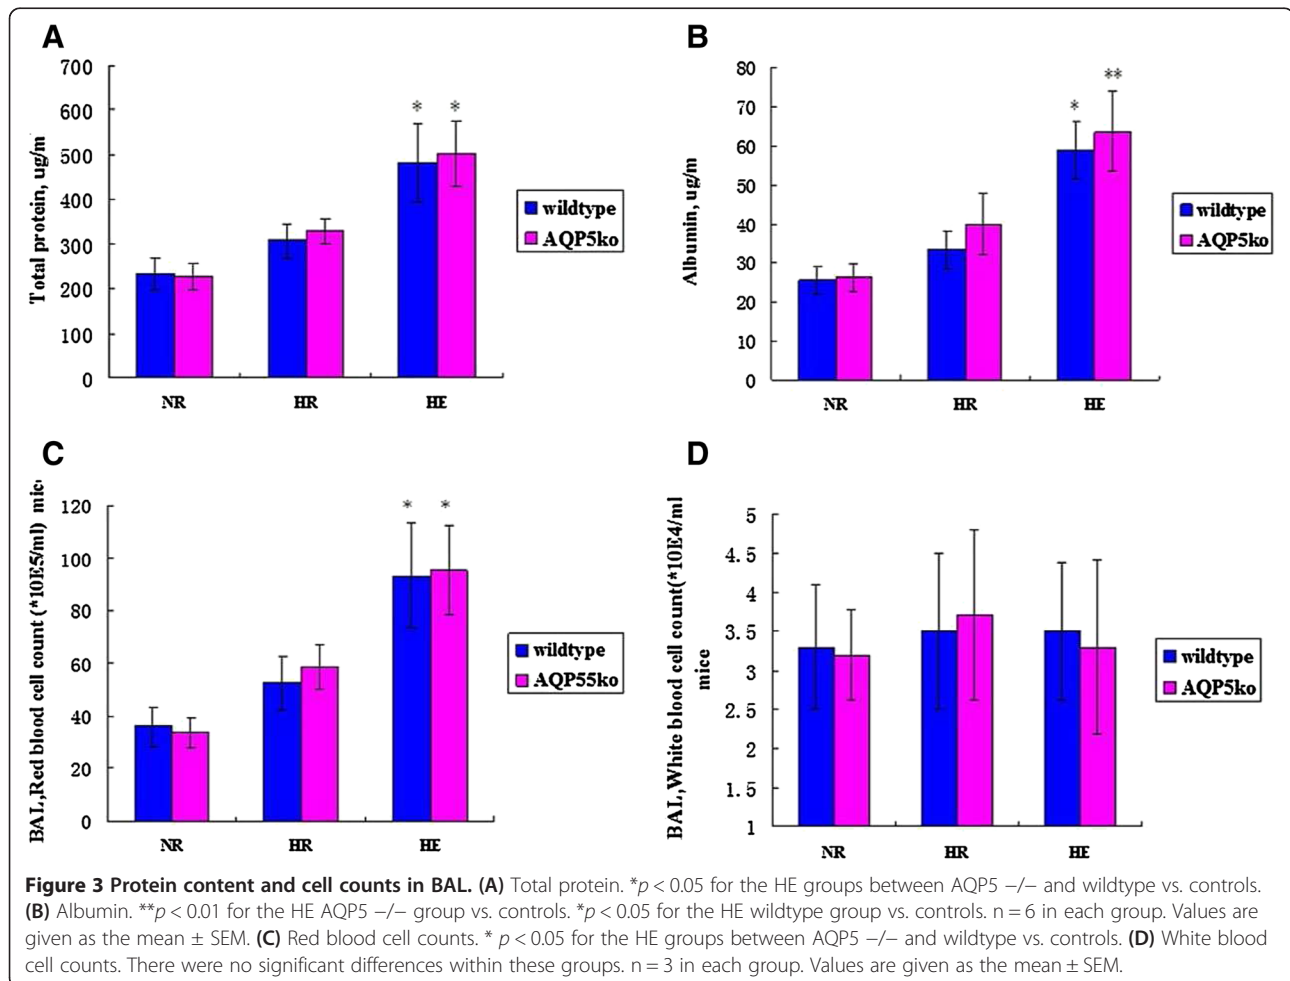 A
Total protein, ug/m
700
600
500
400
300
200
100
0
* *
NR HR HE
wildtype
AQP5ko
B
Albumin, ug/m
80
70
60
50
40
30
20
10
0
* **
NR HR HE
wildtype
AQP5ko
C
BAL,Red blood cell count (*10E5/ml) mic
120
100
80
60
40
20
0
* *
NR HR HE
wildtype
AQP55ko
D
BAL,White blood cell count(*10E4/ml
mice
5
4.5
4
3.5
3
2.5
2
1.5
1
NR HR HE
wildtype
AQP5ko
Figure 3 Protein content and cell counts in BAL. (A) Total protein. *p < 0.05 for the HE groups between AQP5 −/− and wildtype vs. controls.
(B) Albumin. **p < 0.01 for the HE AQP5 −/− group vs. controls. *p < 0.05 for the HE wildtype group vs. controls. n = 6 in each group. Values are
given as the mean ± SEM. (C) Red blood cell counts. * p < 0.05 for the HE groups between AQP5 −/− and wildtype vs. controls. (D) White blood
cell counts. There were no significant differences within these groups. n = 3 in each group. Values are given as the mean ± SEM.